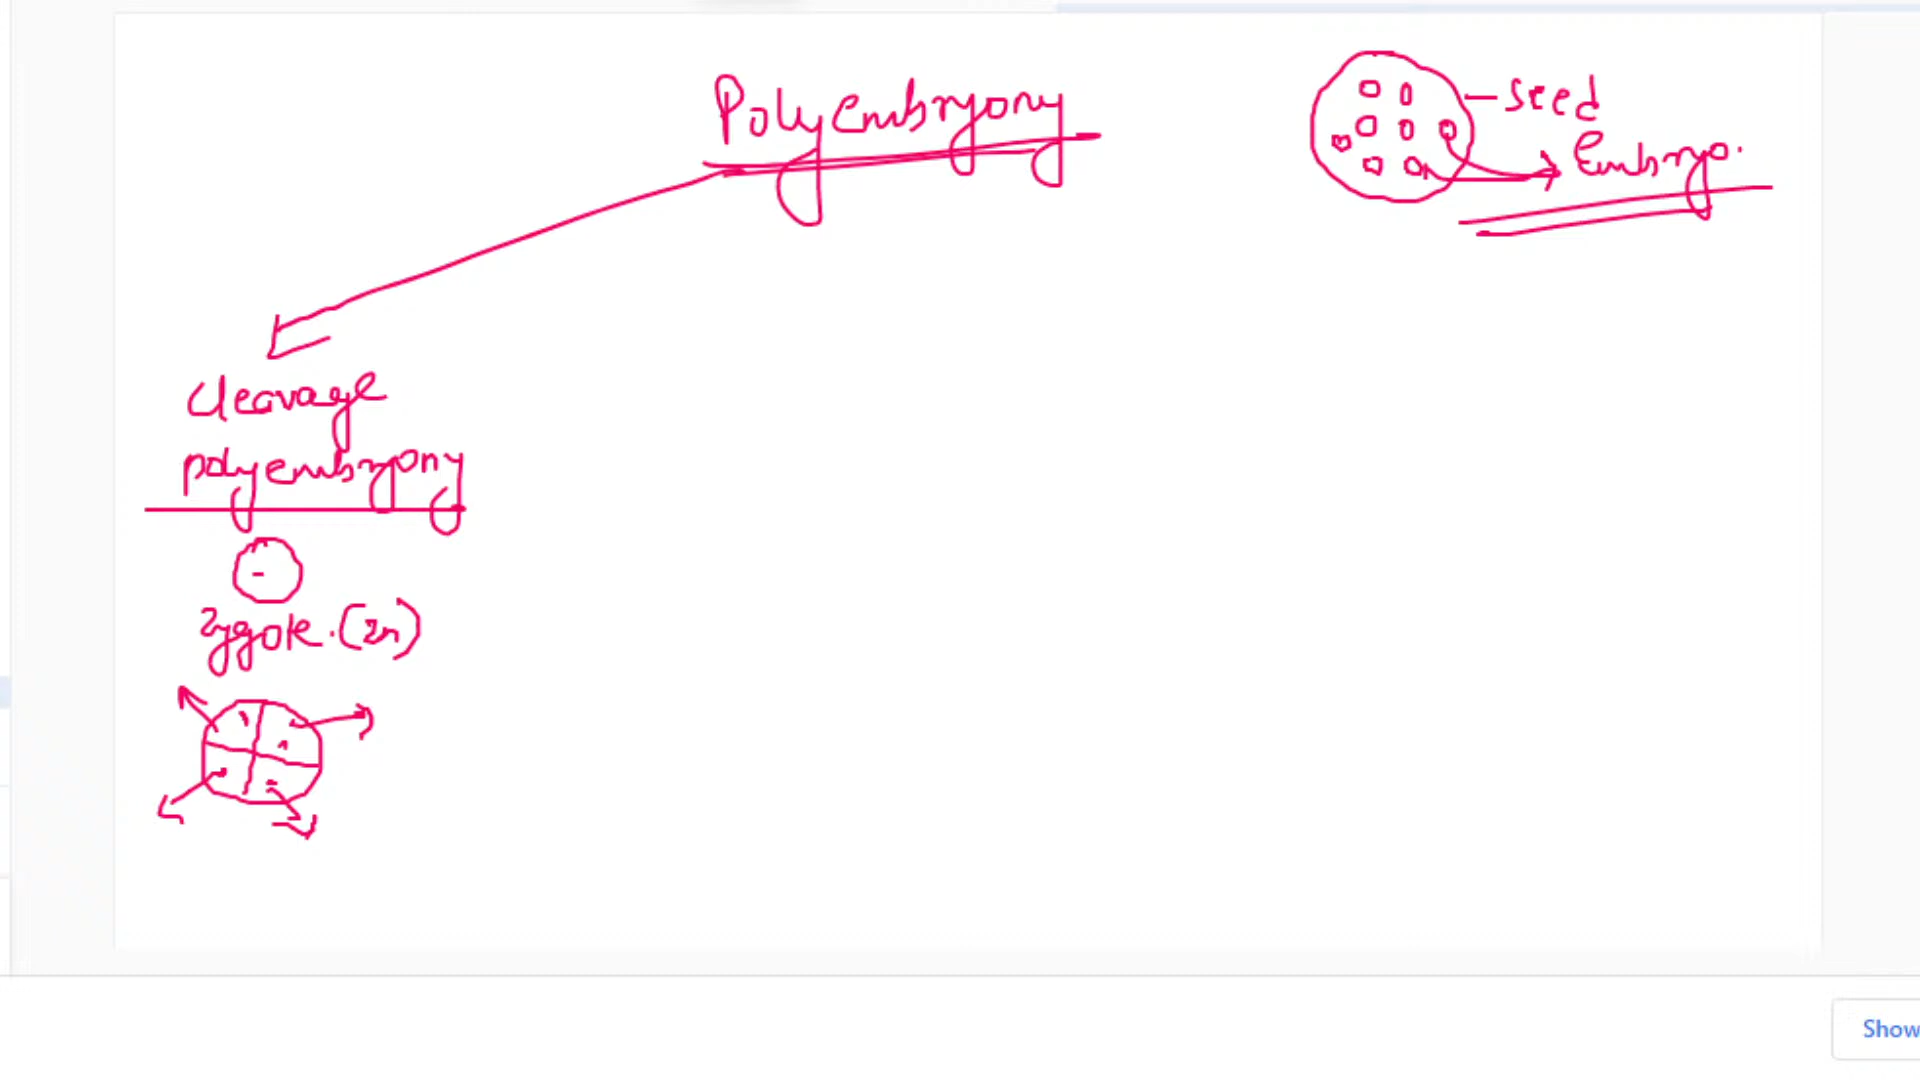 Polyembryony
seed
Embryo.
cleavage
polyembryony
zygote. (2n)
Show